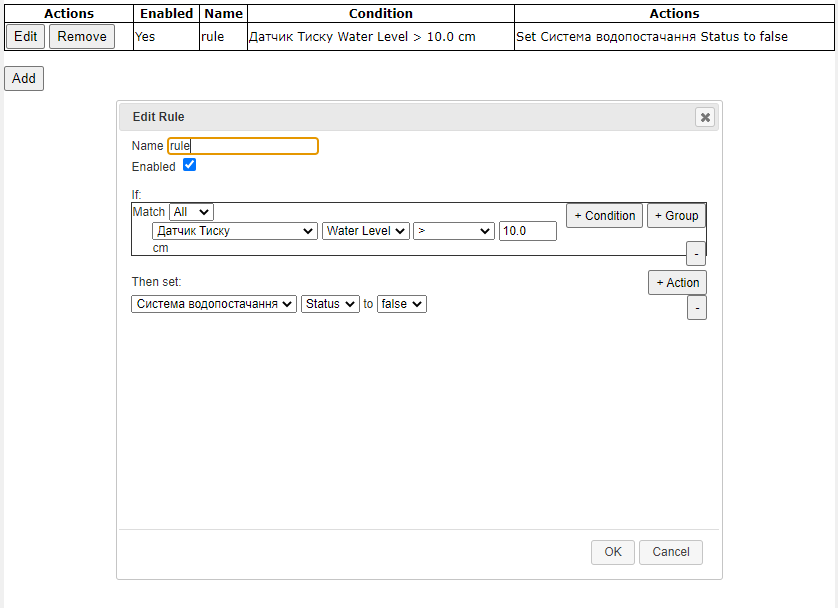 Actions Enabled Name Condition Actions
Edit Remove Yes rule Датчик Тиску Water Level > 10.0 cm Set Система водопостачання Status to false
Add
Edit Rule
Name rule
Enabled
If:
Match All + Condition + Group
Датчик Тиску Water Level > 10.0
cm -
Then set: + Action
Система водопостачання Status to false -
OK Cancel